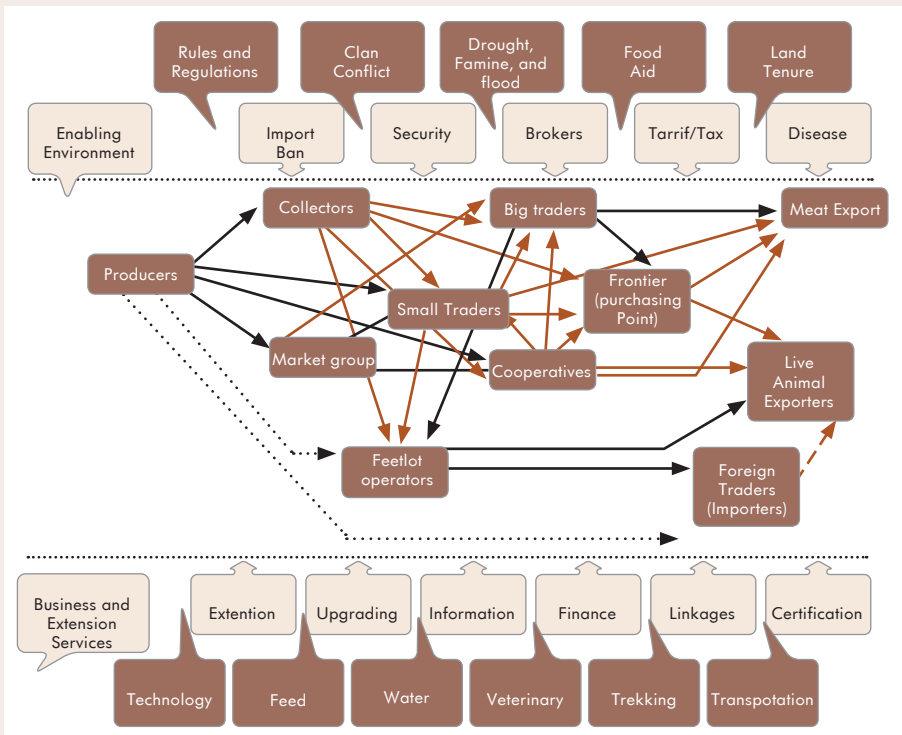 Rules and
Regulations
Clan
Conflict
Drought,
Famine, and
flood
Food
Aid
Land
Tenure
Enabling
Environment
Import
Ban
Security
Brokers
Tarrif/Tax
Disease
Collectors
Big traders
Meat Export
Producers
Small Traders
Frontier
(purchasing
Point)
Market group
Cooperatives
Live
Animal
Exporters
Feetlot
operators
Foreign
Traders
(Importers)
Business and
Extension
Services
Extention
Upgrading
Information
Finance
Linkages
Certification
Technology
Feed
Water
Veterinary
Trekking
Transpotation